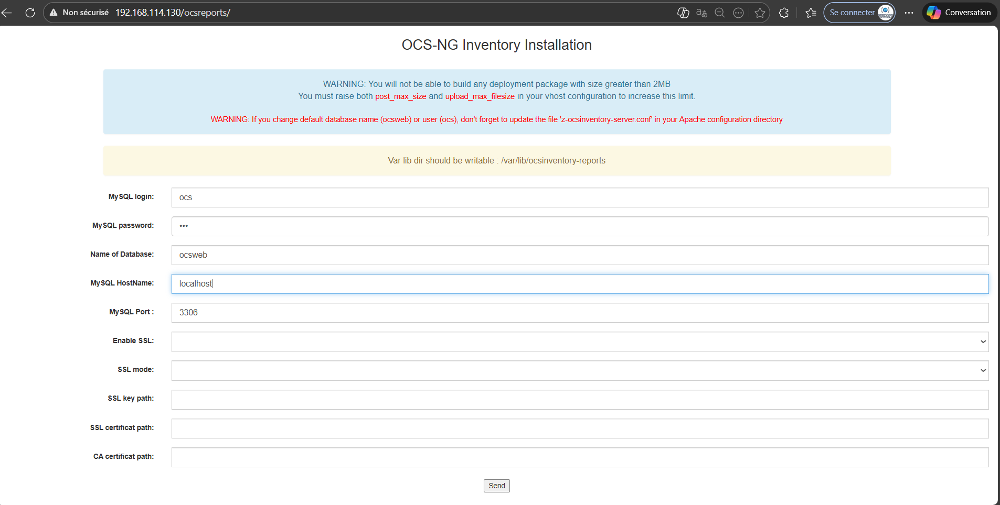 Non sécurisé 192.168.114.130/ocsreports/ Se connecter Conversation
OCS-NG Inventory Installation
WARNING: You will not be able to build any deployment package with size greater than 2MB
You must raise both post_max_size and upload_max_filesize in your vhost configuration to increase this limit.
WARNING: If you change default database name (ocsweb) or user (ocs), don't forget to update the file 'z-ocsinventory-server.conf' in your Apache configuration directory
Var lib dir should be writable : /var/lib/ocsinventory-reports
MySQL login: ocs
MySQL password: •••
Name of Database: ocsweb
MySQL HostName: localhost
MySQL Port : 3306
Enable SSL:
SSL mode:
SSL key path:
SSL certificat path:
CA certificat path:
Send